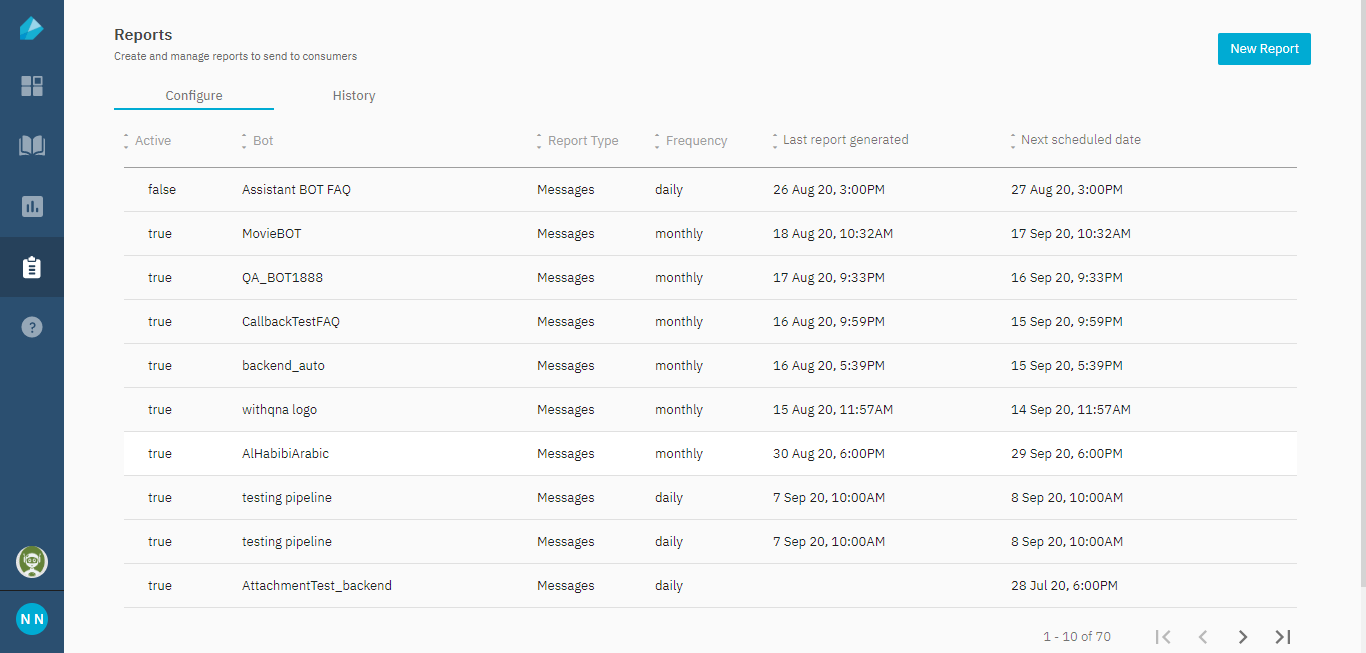 Reports
Create and manage reports to send to consumers
New Report
Configure History
Active Bot Report Type Frequency Last report generated Next scheduled date
false Assistant BOT FAQ Messages daily 26 Aug 20, 3:00PM 27 Aug 20, 3:00PM
true MovieBOT Messages monthly 18 Aug 20, 10:32AM 17 Sep 20, 10:32AM
true QA_BOT1888 Messages monthly 17 Aug 20, 9:33PM 16 Sep 20, 9:33PM
true CallbackTestFAQ Messages monthly 16 Aug 20, 9:59PM 15 Sep 20, 9:59PM
true backend_auto Messages monthly 16 Aug 20, 5:39PM 15 Sep 20, 5:39PM
true withqna logo Messages monthly 15 Aug 20, 11:57AM 14 Sep 20, 11:57AM
true AlHabibiArabic Messages monthly 30 Aug 20, 6:00PM 29 Sep 20, 6:00PM
true testing pipeline Messages daily 7 Sep 20, 10:00AM 8 Sep 20, 10:00AM
true testing pipeline Messages daily 7 Sep 20, 10:00AM 8 Sep 20, 10:00AM
true AttachmentTest_backend Messages daily 28 Jul 20, 6:00PM
N N
1 - 10 of 70